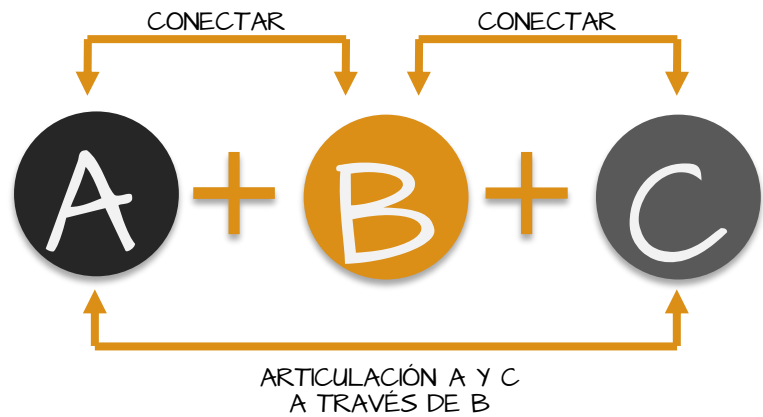 CONECTAR CONECTAR
A + B + C
ARTICULACIÓN A Y C
A TRAVÉS DE B